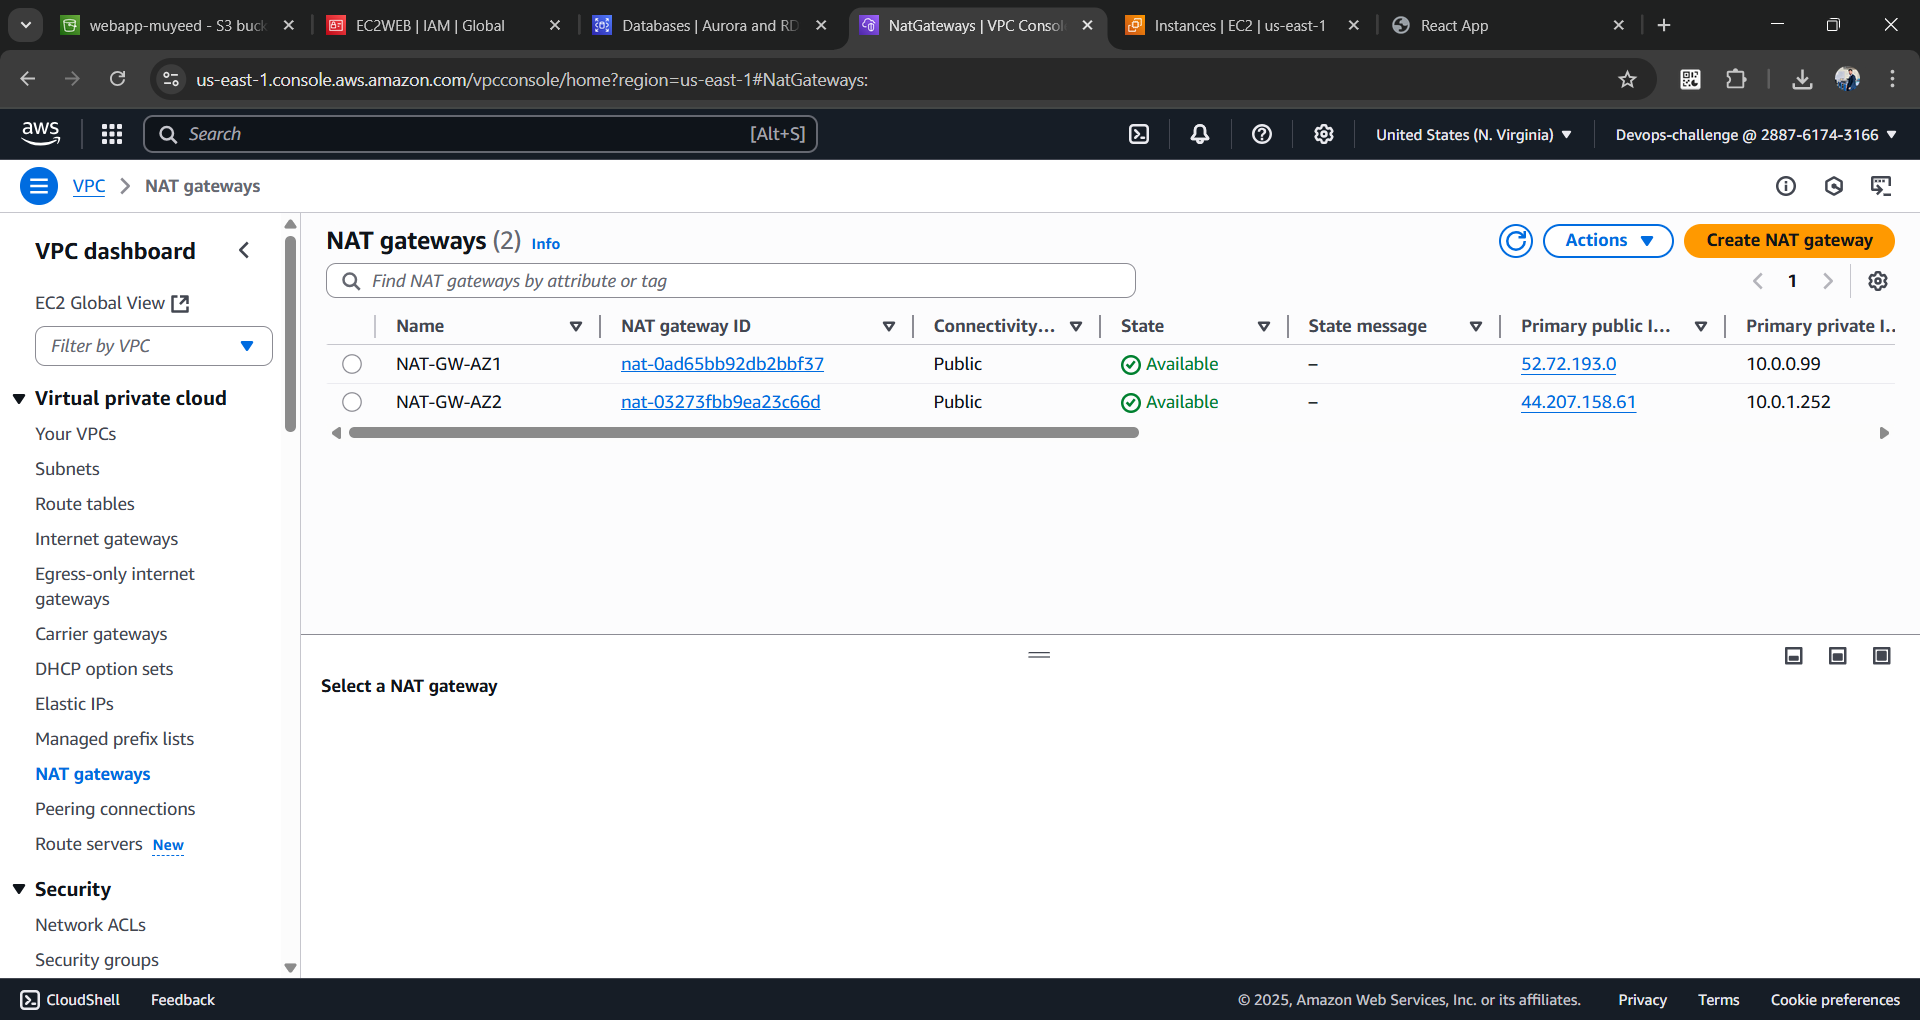 webapp-muyeed - S3 buck
EC2WEB | IAM | Global
Databases | Aurora and RD
NatGateways | VPC Consol
Instances | EC2 | us-east-1
React App
us-east-1.console.aws.amazon.com/vpcconsole/home?region=us-east-1#NatGateways:
aws
Search
[Alt+S]
United States (N. Virginia)
Devops-challenge @ 2887-6174-3166
VPC
NAT gateways
VPC dashboard
EC2 Global View
Filter by VPC
Virtual private cloud
Your VPCs
Subnets
Route tables
Internet gateways
Egress-only internet
gateways
Carrier gateways
DHCP option sets
Elastic IPs
Managed prefix lists
NAT gateways
Peering connections
Route servers New
Security
Network ACLs
Security groups
NAT gateways (2) Info
Actions
Create NAT gateway
Find NAT gateways by attribute or tag
1
Name NAT gateway ID Connectivity... State State message Primary public I... Primary private I...
NAT-GW-AZ1 nat-0ad65bb92db2bbf37 Public Available – 52.72.193.0 10.0.0.99
NAT-GW-AZ2 nat-03273fbb9ea23c66d Public Available – 44.207.158.61 10.0.1.252
Select a NAT gateway
CloudShell
Feedback
© 2025, Amazon Web Services, Inc. or its affiliates.
Privacy
Terms
Cookie preferences